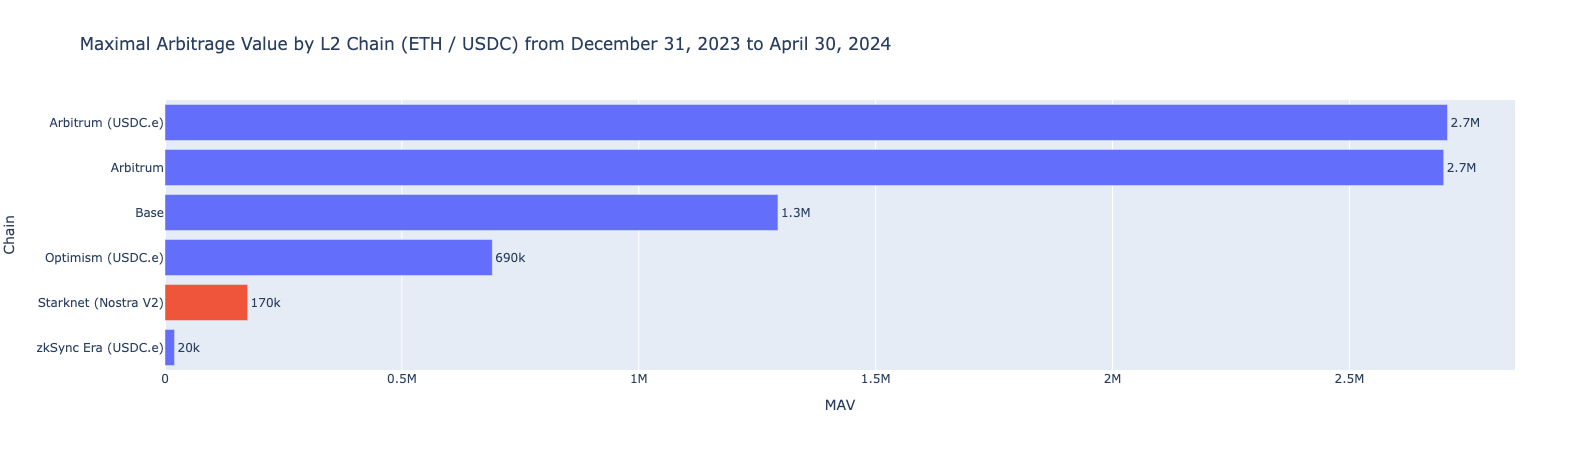 Maximal Arbitrage Value by L2 Chain (ETH / USDC) from December 31, 2023 to April 30, 2024
Chain
Arbitrum (USDC.e) 2.7M
Arbitrum 2.7M
Base 1.3M
Optimism (USDC.e) 690k
Starknet (Nostra V2) 170k
zkSync Era (USDC.e) 20k
0 0.5M 1M 1.5M 2M 2.5M
MAV